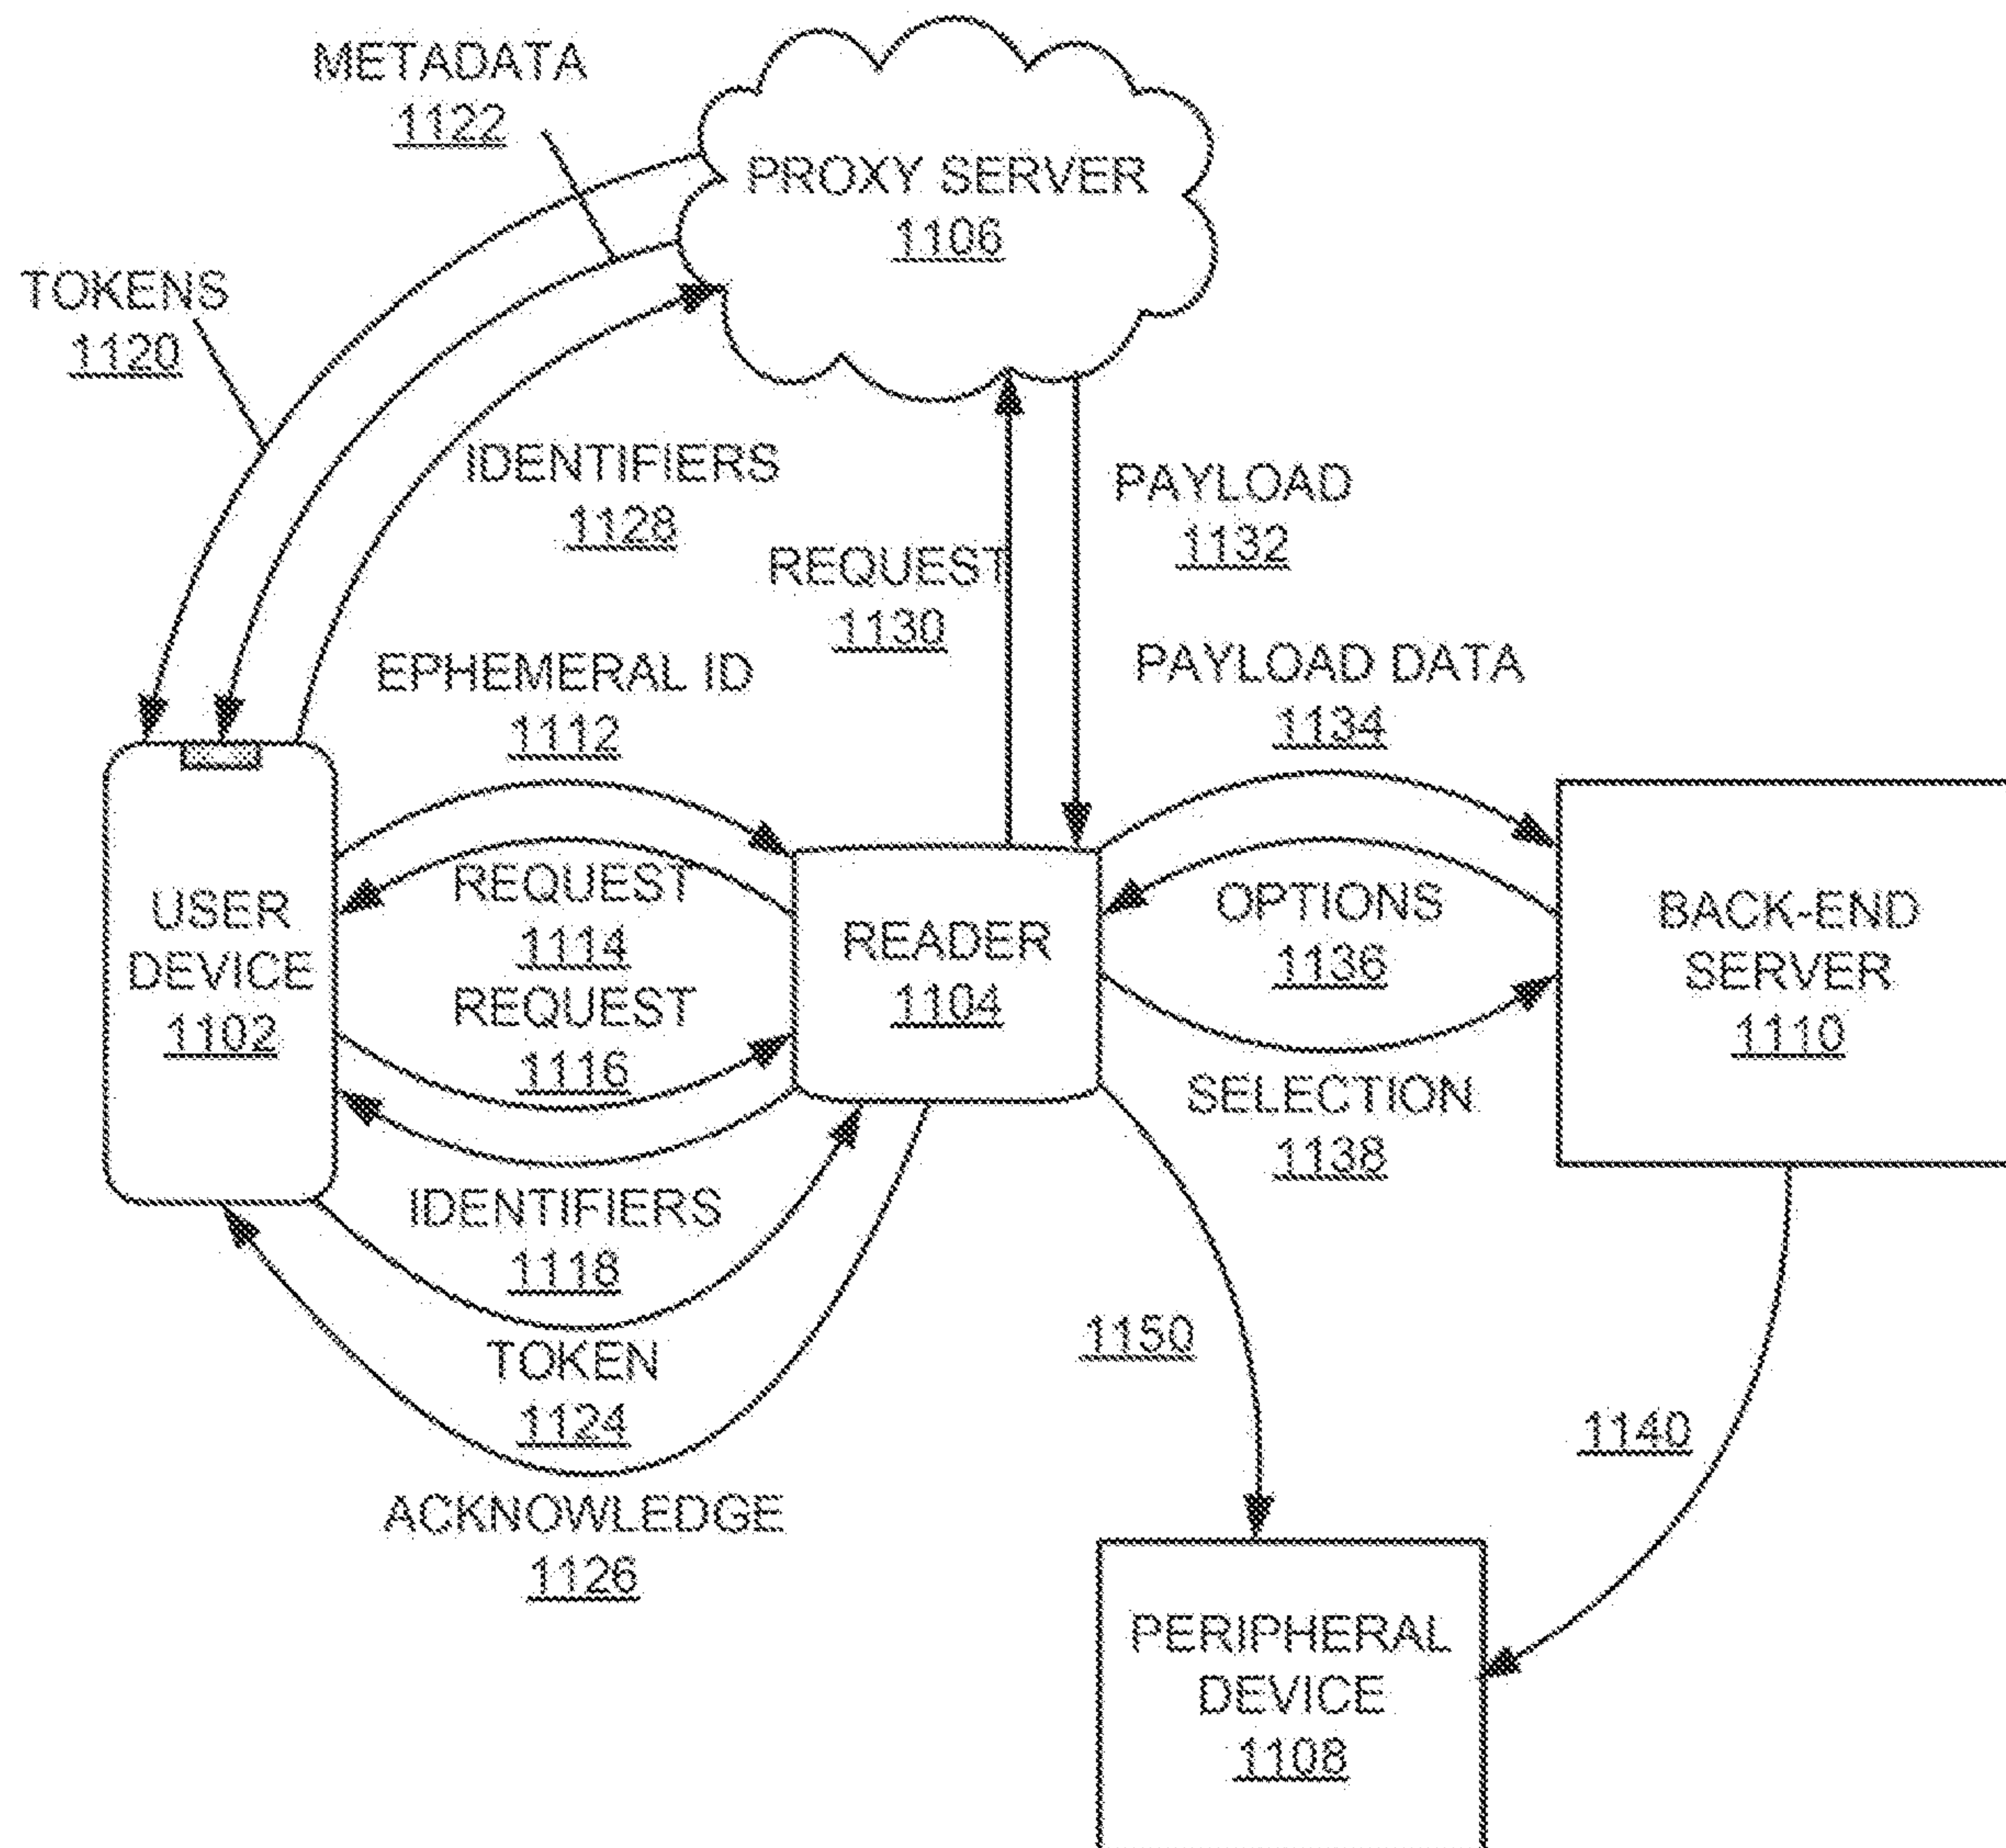 METADATA
1122
PROXY SERVER
1106
TOKENS
1120
IDENTIFIERS
1128
PAYLOAD
1132
REQUEST
1130
EPHEMERAL ID
1112
PAYLOAD DATA
1134
USER
DEVICE
1102
REQUEST
1114
REQUEST
1116
READER
1104
OPTIONS
1136
BACK-END
SERVER
1110
SELECTION
1138
IDENTIFIERS
1118
TOKEN
1124
ACKNOWLEDGE
1126
1150
1140
PERIPHERAL
DEVICE
1108